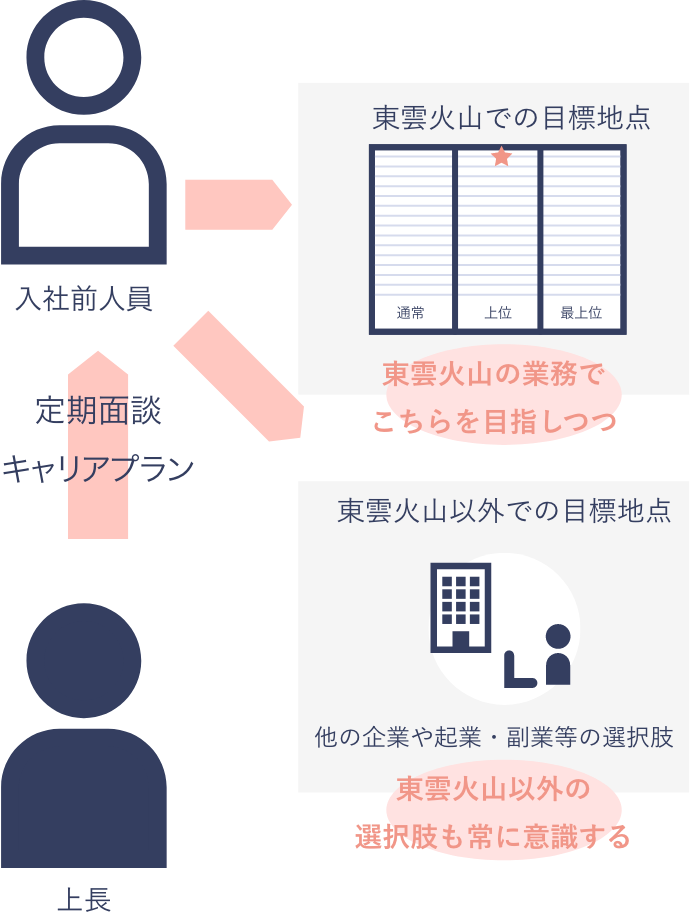 入社前人員
定期面談
キャリアプラン
上長
東雲火山での目標地点
通常
上位
最上位
東雲火山の業務で
こちらを目指しつつ
東雲火山以外での目標地点
他の企業や起業・副業等の選択肢
東雲火山以外の
選択肢も常に意識する